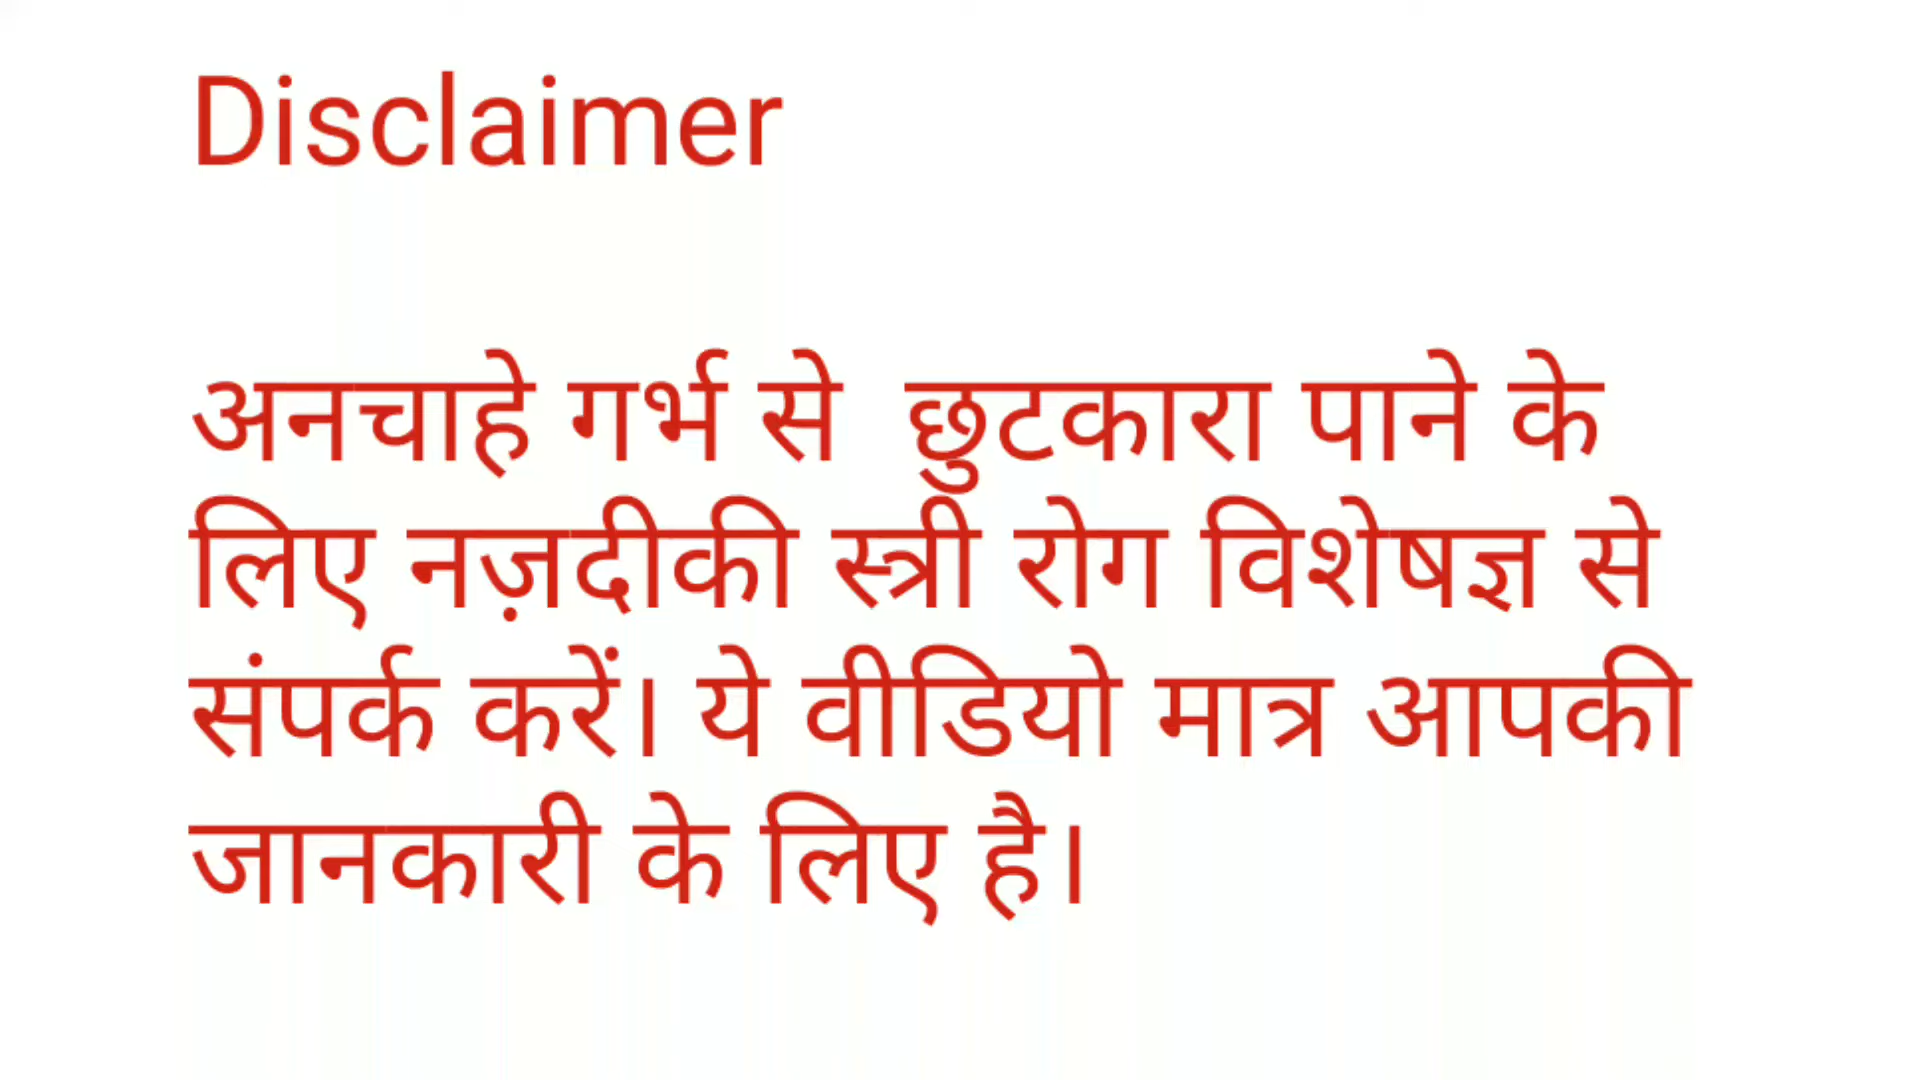 Disclaimer
अनचाहे गर्भ से  छुटकारा पाने के
लिए नज़दीकी स्त्री रोग विशेषज्ञ से
संपर्क करें। ये वीडियो मात्र आपकी
जानकारी के लिए है।